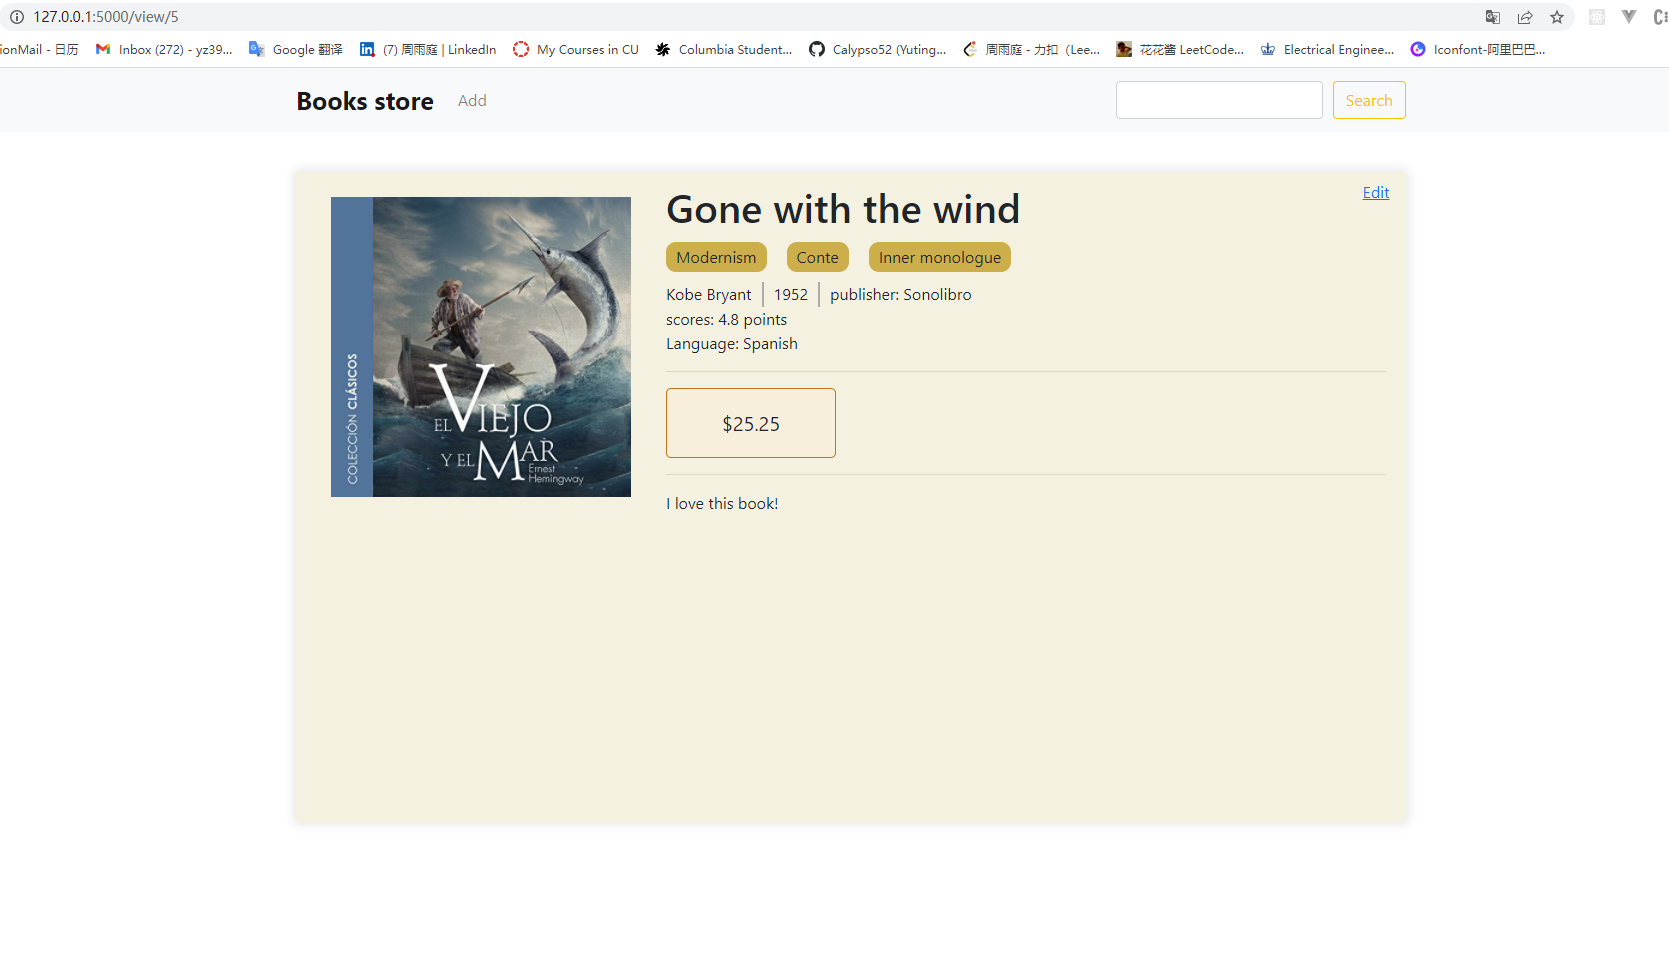 127.0.0.1:5000/view/5
ionMail - 日历 Inbox (272) - yz39... Google 翻译 (7) 周雨庭 | LinkedIn My Courses in CU Columbia Student... Calypso52 (Yuting... 周雨庭 - 力扣（Lee... 花花酱 LeetCode... Electrical Enginee... Iconfont-阿里巴巴...
Books store Add Search
Edit
Gone with the wind
Modernism Conte Inner monologue
Kobe Bryant 1952 publisher: Sonolibro
scores: 4.8 points
Language: Spanish
$25.25
I love this book!
COLECCIÓN CLÁSICOS
EL VIEJO
Y EL MAR
Ernest
Hemingway